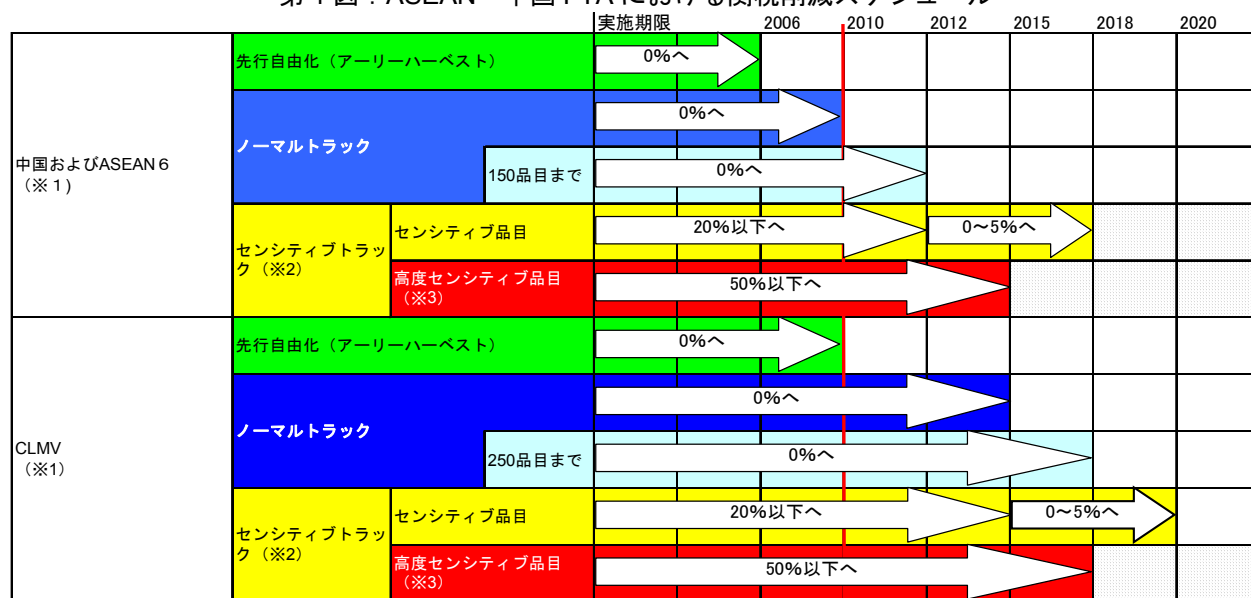 実施期限 2006 2010 2012 2015 2018 2020
中国およびASEAN6
(※1)
先行自由化（アーリーハーベスト）
0%へ
ノーマルトラック
0%へ
150品目まで
0%へ
センシティブトラッ
ク（※2）
センシティブ品目
20%以下へ
0～5%へ
高度センシティブ品目
（※3）
50%以下へ
CLMV
（※1）
先行自由化（アーリーハーベスト）
0%へ
ノーマルトラック
0%へ
250品目まで
0%へ
センシティブトラッ
ク（※2）
センシティブ品目
20%以下へ
0～5%へ
高度センシティブ品目
（※3）
50%以下へ